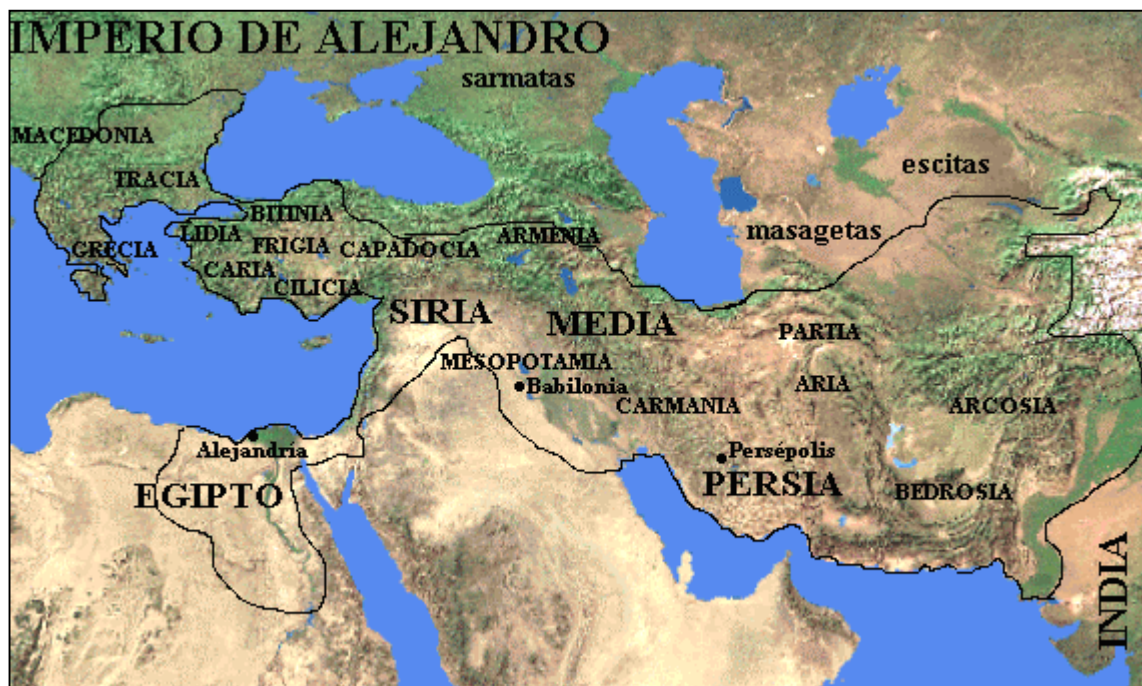 IMPERIO DE ALEJANDRO
sarmatas
MACEDONIA
escitas
TRACIA
BITINIA
LIDIA
masagetas
ARMENIA
GRECIA
FRIGIA
CAPADOCIA
CARIA
CILICIA
SIRIA
MEDIA
PARTIA
MESOPOTAMIA
Babilonia
ARIA
CARMANIA
ARCOSIA
Alejandria
Persépolis
EGIPTO
PERSIA
BEDROSIA
INDIA